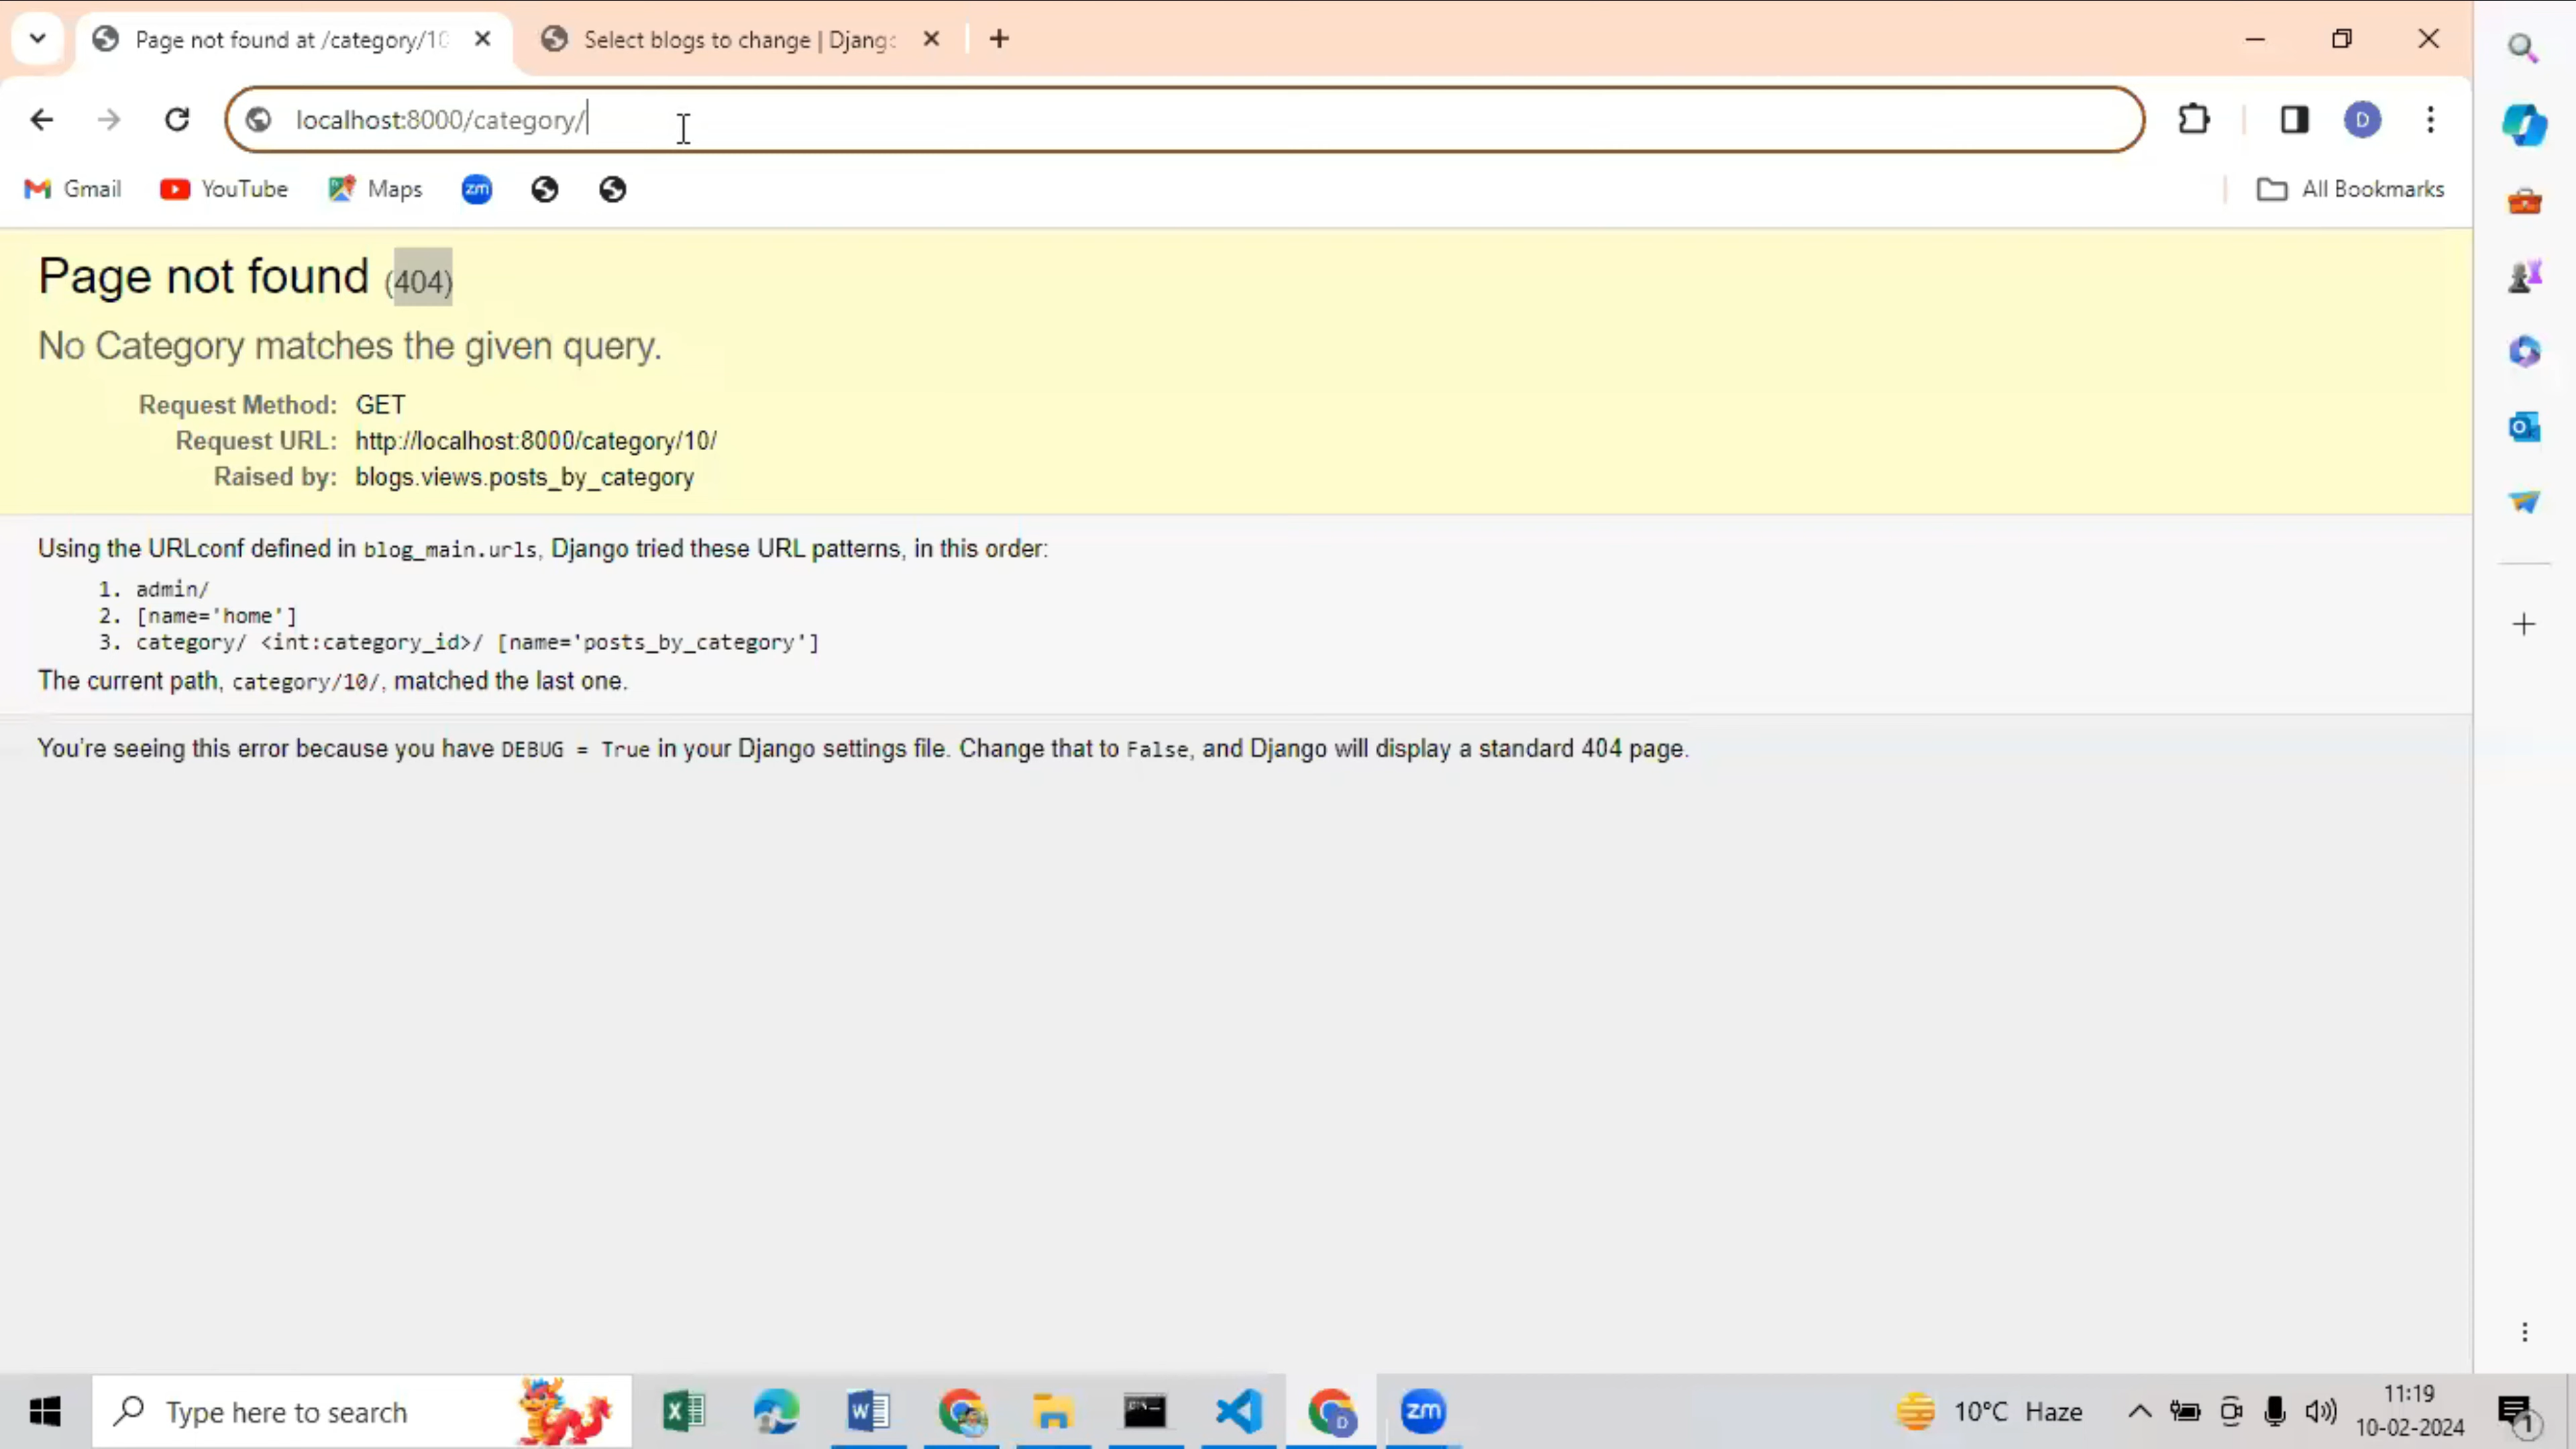 Page not found at /category/10
Select blogs to change | Djang
localhost:8000/category/
D
Gmail
YouTube
Maps
zm
All Bookmarks
Page not found (404)
No Category matches the given query.
Request Method: GET
Request URL: http://localhost:8000/category/10/
Raised by: blogs.views.posts_by_category
Using the URLconf defined in blog_main.urls, Django tried these URL patterns, in this order:
1. admin/
2. [name='home']
3. category/ <int:category_id>/ [name='posts_by_category']
The current path, category/10/, matched the last one.
You're seeing this error because you have DEBUG = True in your Django settings file. Change that to False, and Django will display a standard 404 page.
Type here to search
zm
10°C Haze
11:19
10-02-2024
1